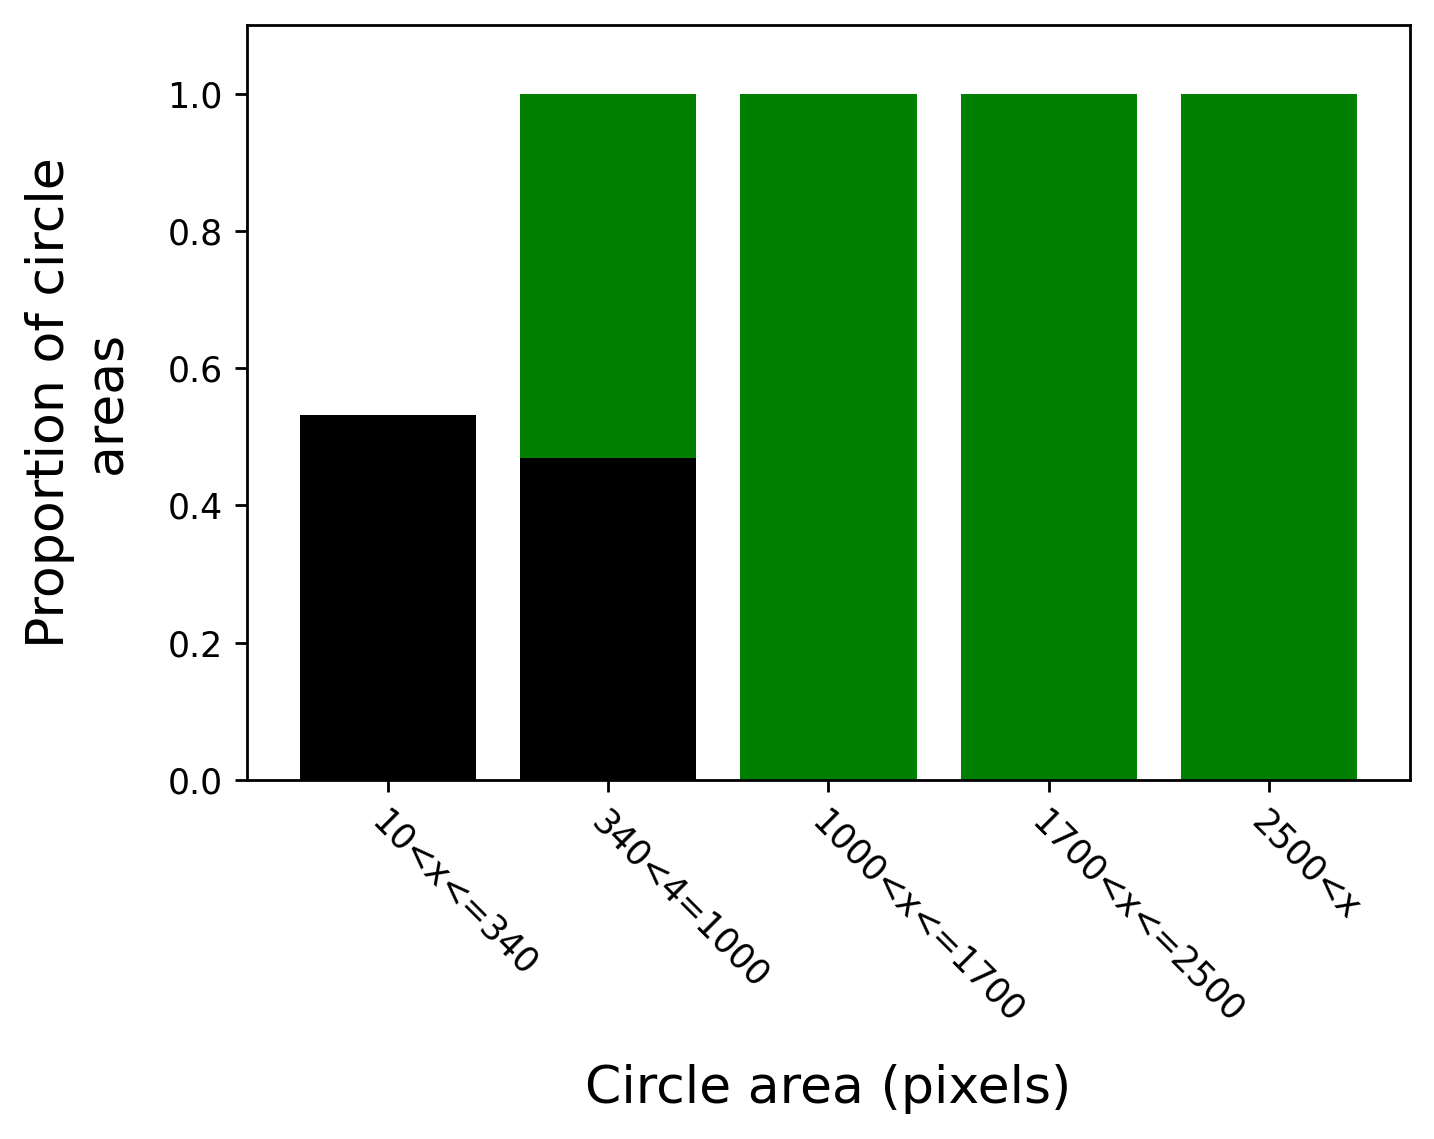 Proportion of circle
areas
1.0
0.8
0.6
0.4
0.2
0.0
10<x<=340
340<4=1000
1000<x<=1700
1700<x<=2500
2500<x
Circle area (pixels)